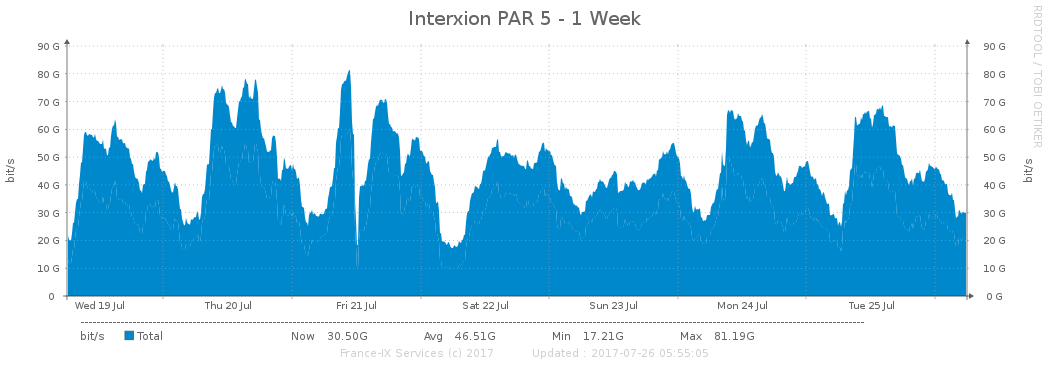 Interxion PAR 5 - 1 Week
RRDTOOL / TOBI OETIKER
90 G 90 G
80 G 80 G
70 G 70 G
60 G 60 G
50 G 50 G
40 G 40 G
30 G 30 G
20 G 20 G
10 G 10 G
0 0 G
bit/s
bit/s
Wed 19 Jul Thu 20 Jul Fri 21 Jul Sat 22 Jul Sun 23 Jul Mon 24 Jul Tue 25 Jul
bit/s Total Now 30.50G Avg 46.51G Min 17.21G Max 81.19G
France-IX Services (c) 2017 Updated : 2017-07-26 05:55:05